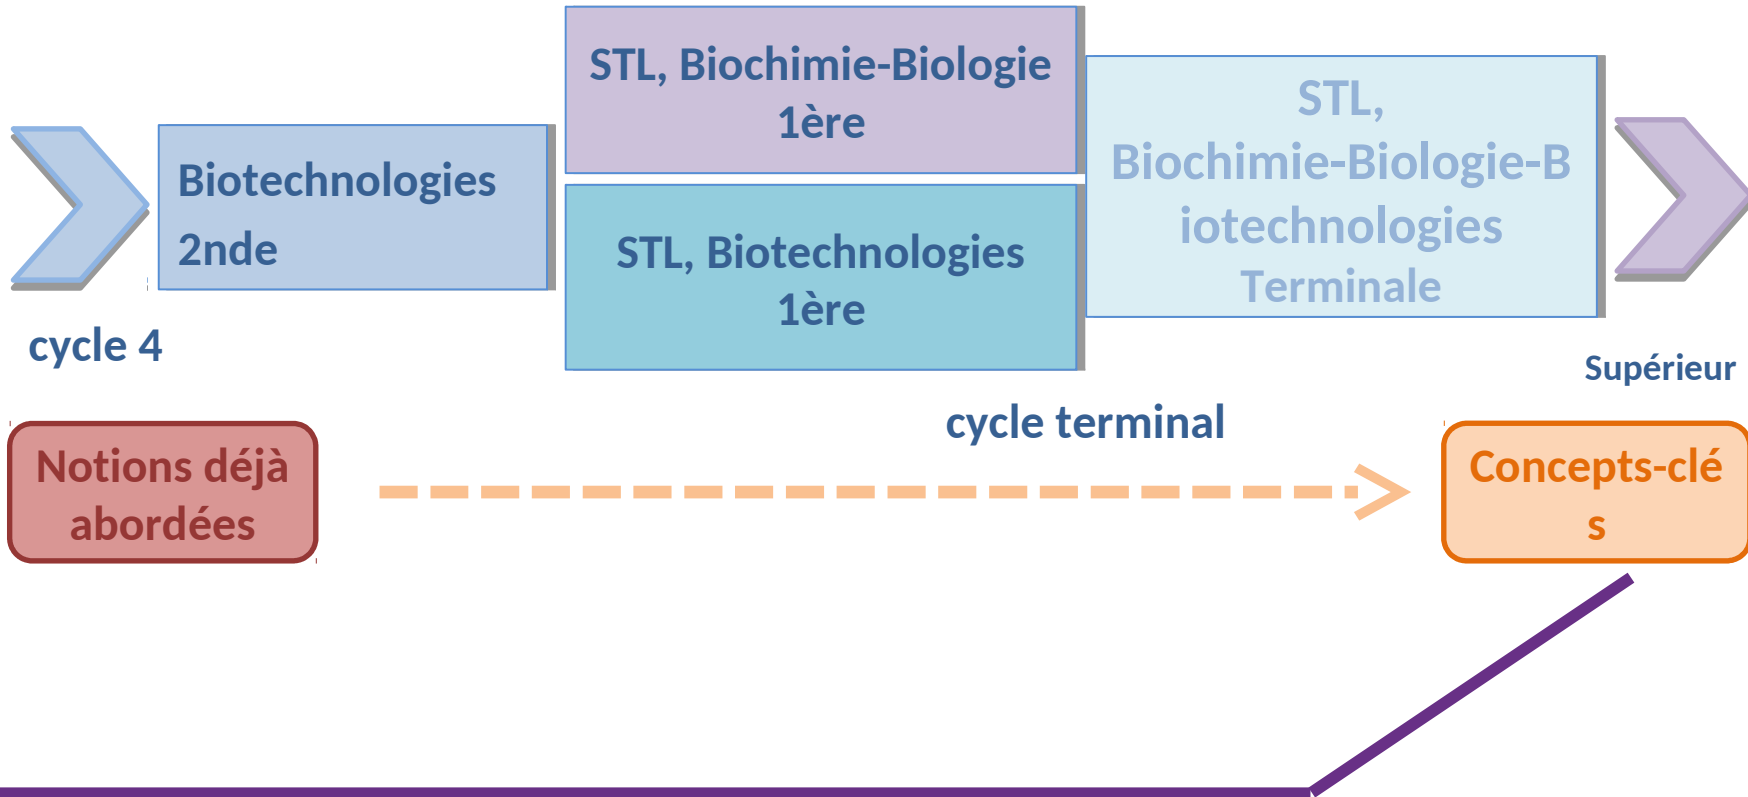 STL, Biochimie-Biologie
1ère
Biotechnologies
2nde
STL, Biotechnologies
1ère
STL,
Biochimie-Biologie-B
iotechnologies
Terminale
cycle 4
Supérieur
cycle terminal
Notions déjà
abordées
Concepts-clé
s